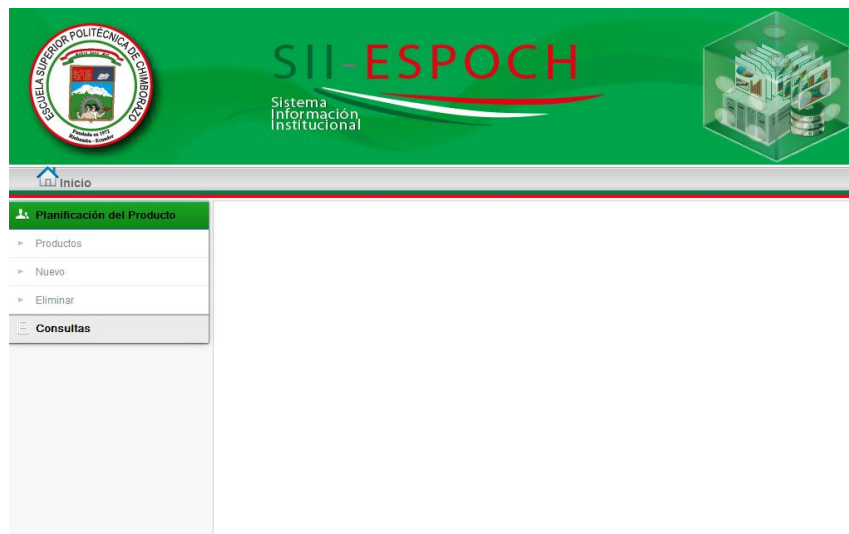 ESCUELA SUPERIOR POLITÉCNICA DE CHIMBORAZO
SII-ESPOCH
Sistema
Información
Institucional
Inicio
Planificación del Producto
Productos
Nuevo
Eliminar
Consultas